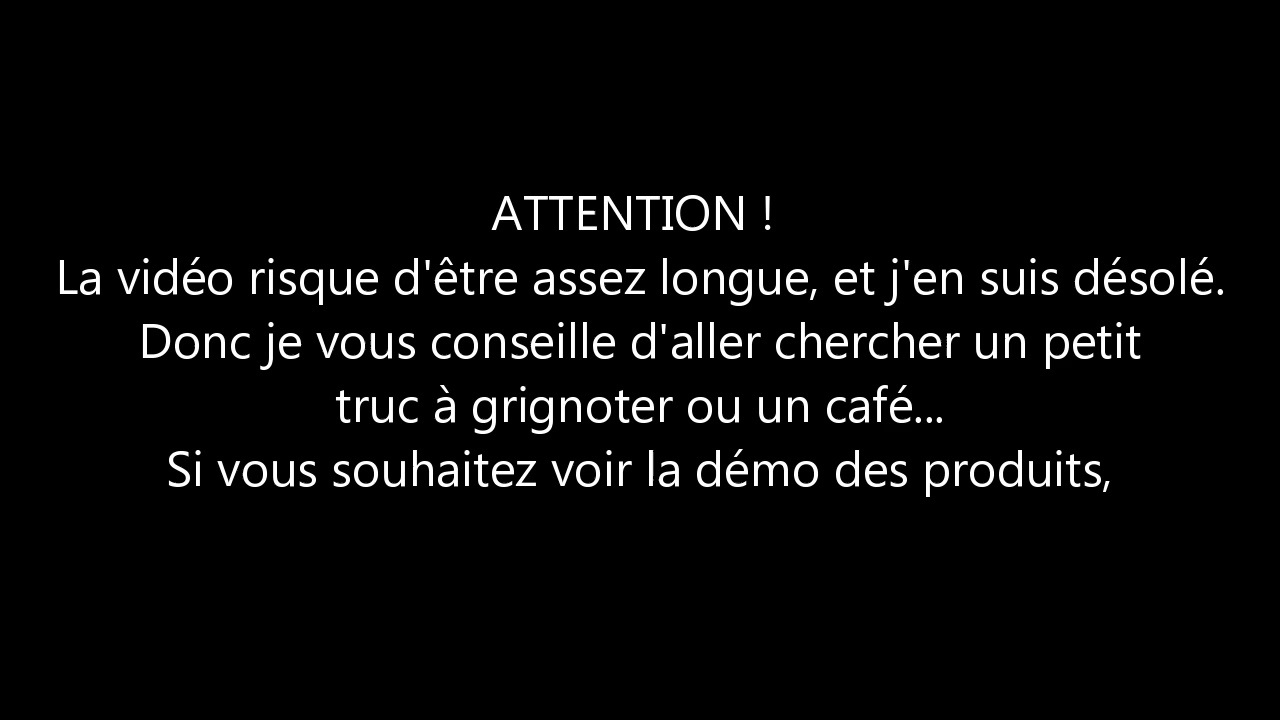 ATTENTION !
La vidéo risque d'être assez longue, et j'en suis désolé.
Donc je vous conseille d'aller chercher un petit
truc à grignoter ou un café...
Si vous souhaitez voir la démo des produits,